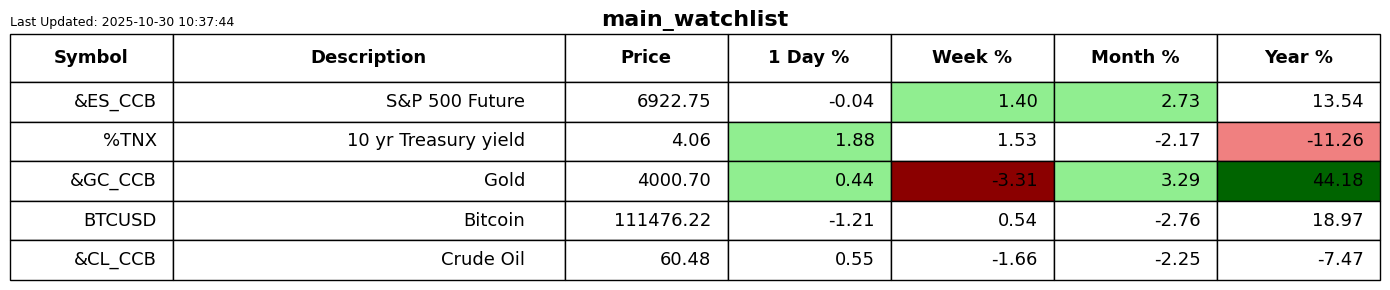 Last Updated: 2025-10-30 10:37:44
main_watchlist
Symbol Description Price 1 Day % Week % Month % Year %
&ES_CCB S&P 500 Future 6922.75 -0.04 1.40 2.73 13.54
%TNX 10 yr Treasury yield 4.06 1.88 1.53 -2.17 -11.26
&GC_CCB Gold 4000.70 0.44 -3.31 3.29 44.18
BTCUSD Bitcoin 111476.22 -1.21 0.54 -2.76 18.97
&CL_CCB Crude Oil 60.48 0.55 -1.66 -2.25 -7.47